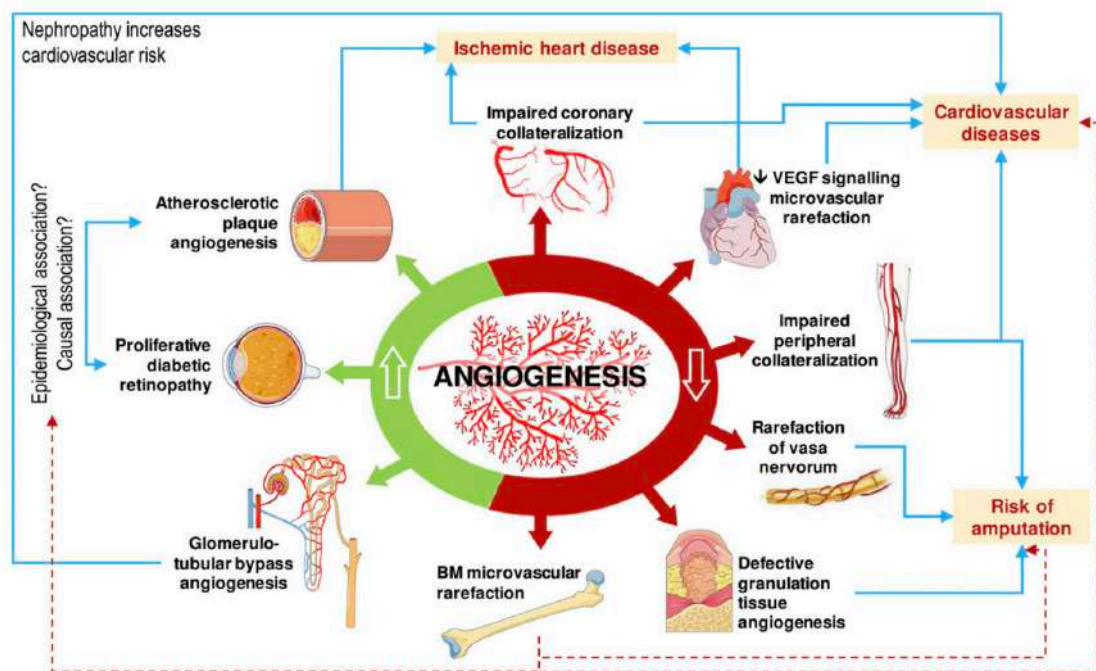 Nephropathy increases
cardiovascular risk
Ischemic heart disease
Impaired coronary
collateralization
Cardiovascular
diseases
↓ VEGF signalling
microvascular
rarefaction
Atherosclerotic
plaque
angiogenesis
Epidemiological association?
Causal association?
Impaired
peripheral
collateralization
Proliferative
diabetic
retinopathy
ANGIOGENESIS
Rarefaction
of vasa
nervorum
Risk of
amputation
Glomerulo-
tubular bypass
angiogenesis
BM microvascular
rarefaction
Defective
granulation
tissue
angiogenesis